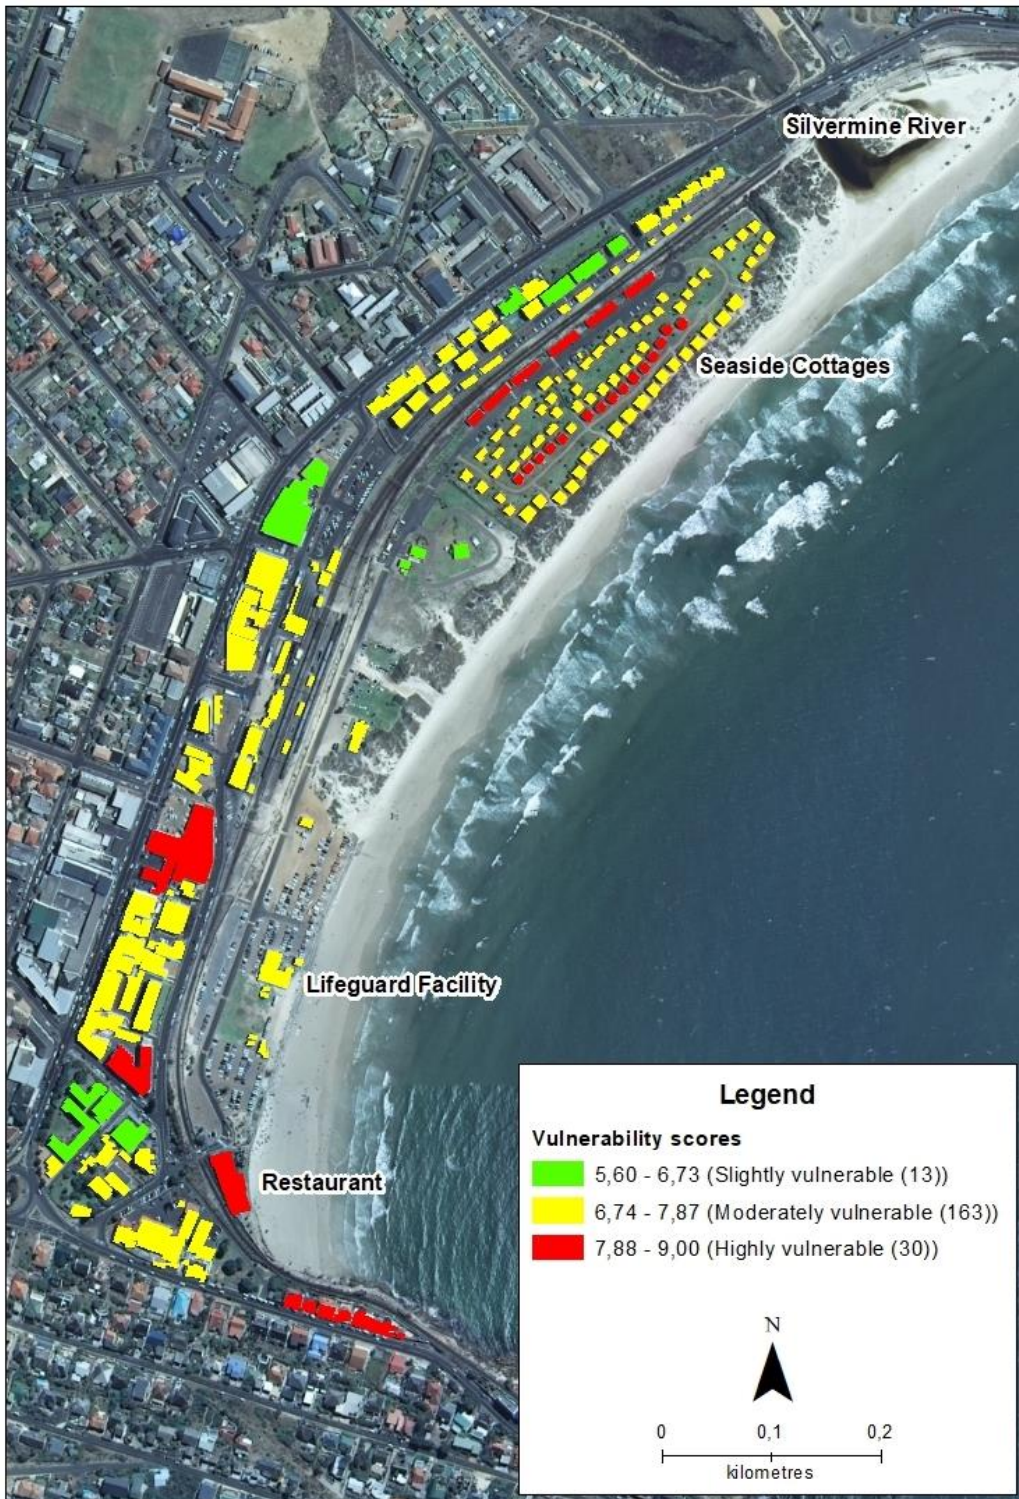 Silvermine River
Seaside Cottages
Lifeguard Facility
Restaurant
Legend
Vulnerability scores
5,60 - 6,73 (Slightly vulnerable (13))
6,74 - 7,87 (Moderately vulnerable (163))
7,88 - 9,00 (Highly vulnerable (30))
N
0 0,1 0,2
kilometres